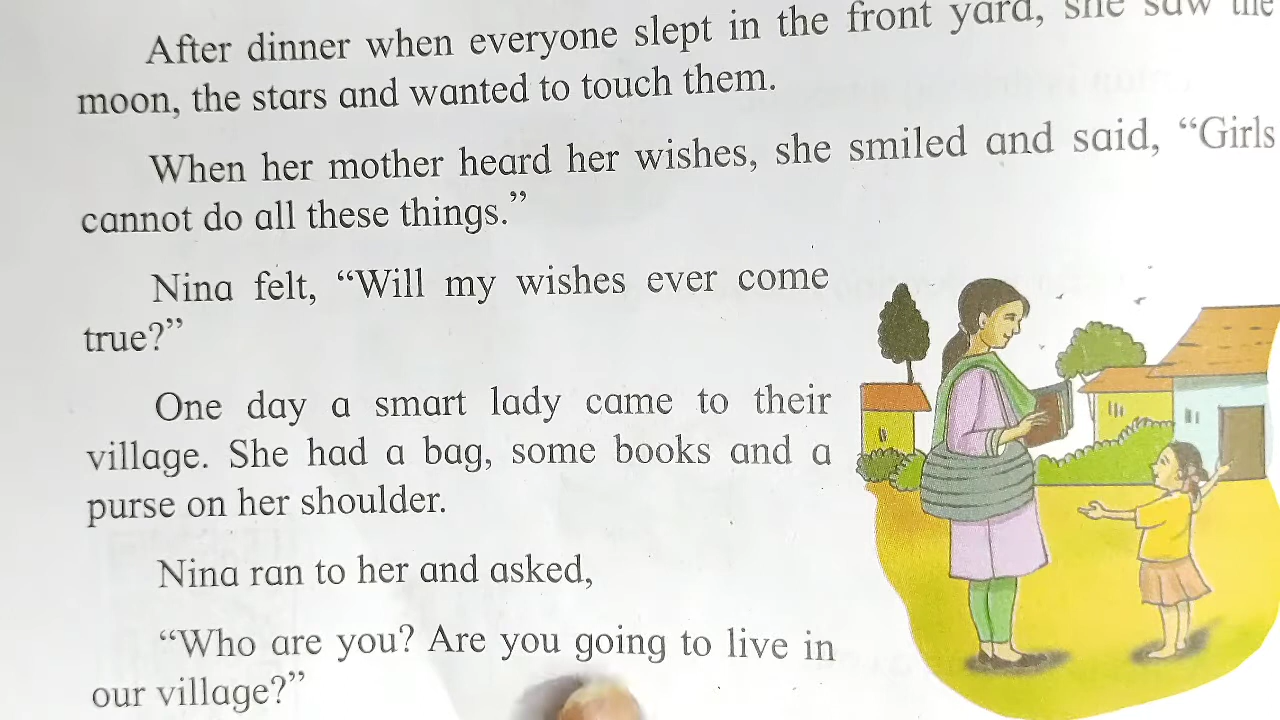 After dinner when everyone slept in the front yard, she saw the
moon, the stars and wanted to touch them.
When her mother heard her wishes, she smiled and said, “Girls
cannot do all these things.”
Nina felt, “Will my wishes ever come
true?”
One day a smart lady came to their
village. She had a bag, some books and a
purse on her shoulder.
Nina ran to her and asked,
“Who are you? Are you going to live in
our village?”